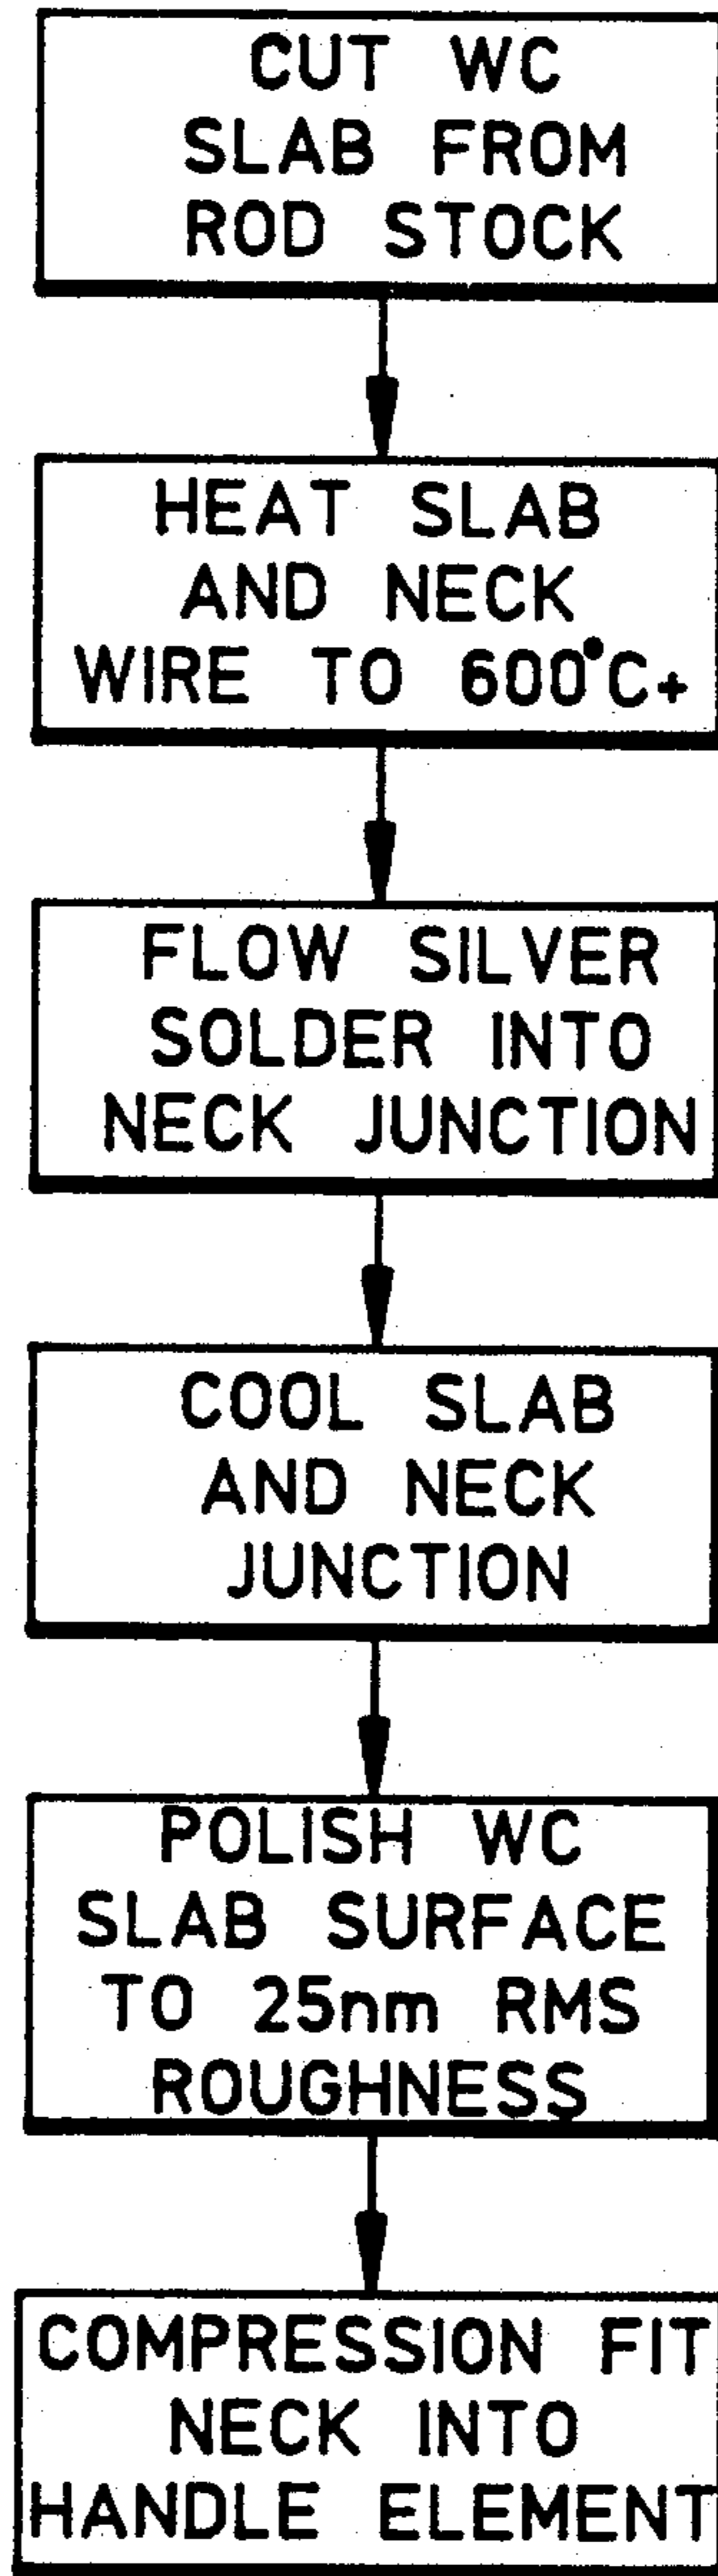 CUT WC
SLAB FROM
ROD STOCK
HEAT SLAB
AND NECK
WIRE TO 600°C+
FLOW SILVER
SOLDER INTO
NECK JUNCTION
COOL SLAB
AND NECK
JUNCTION
POLISH WC
SLAB SURFACE
TO 25nm RMS
ROUGHNESS
COMPRESSION FIT
NECK INTO
HANDLE ELEMENT